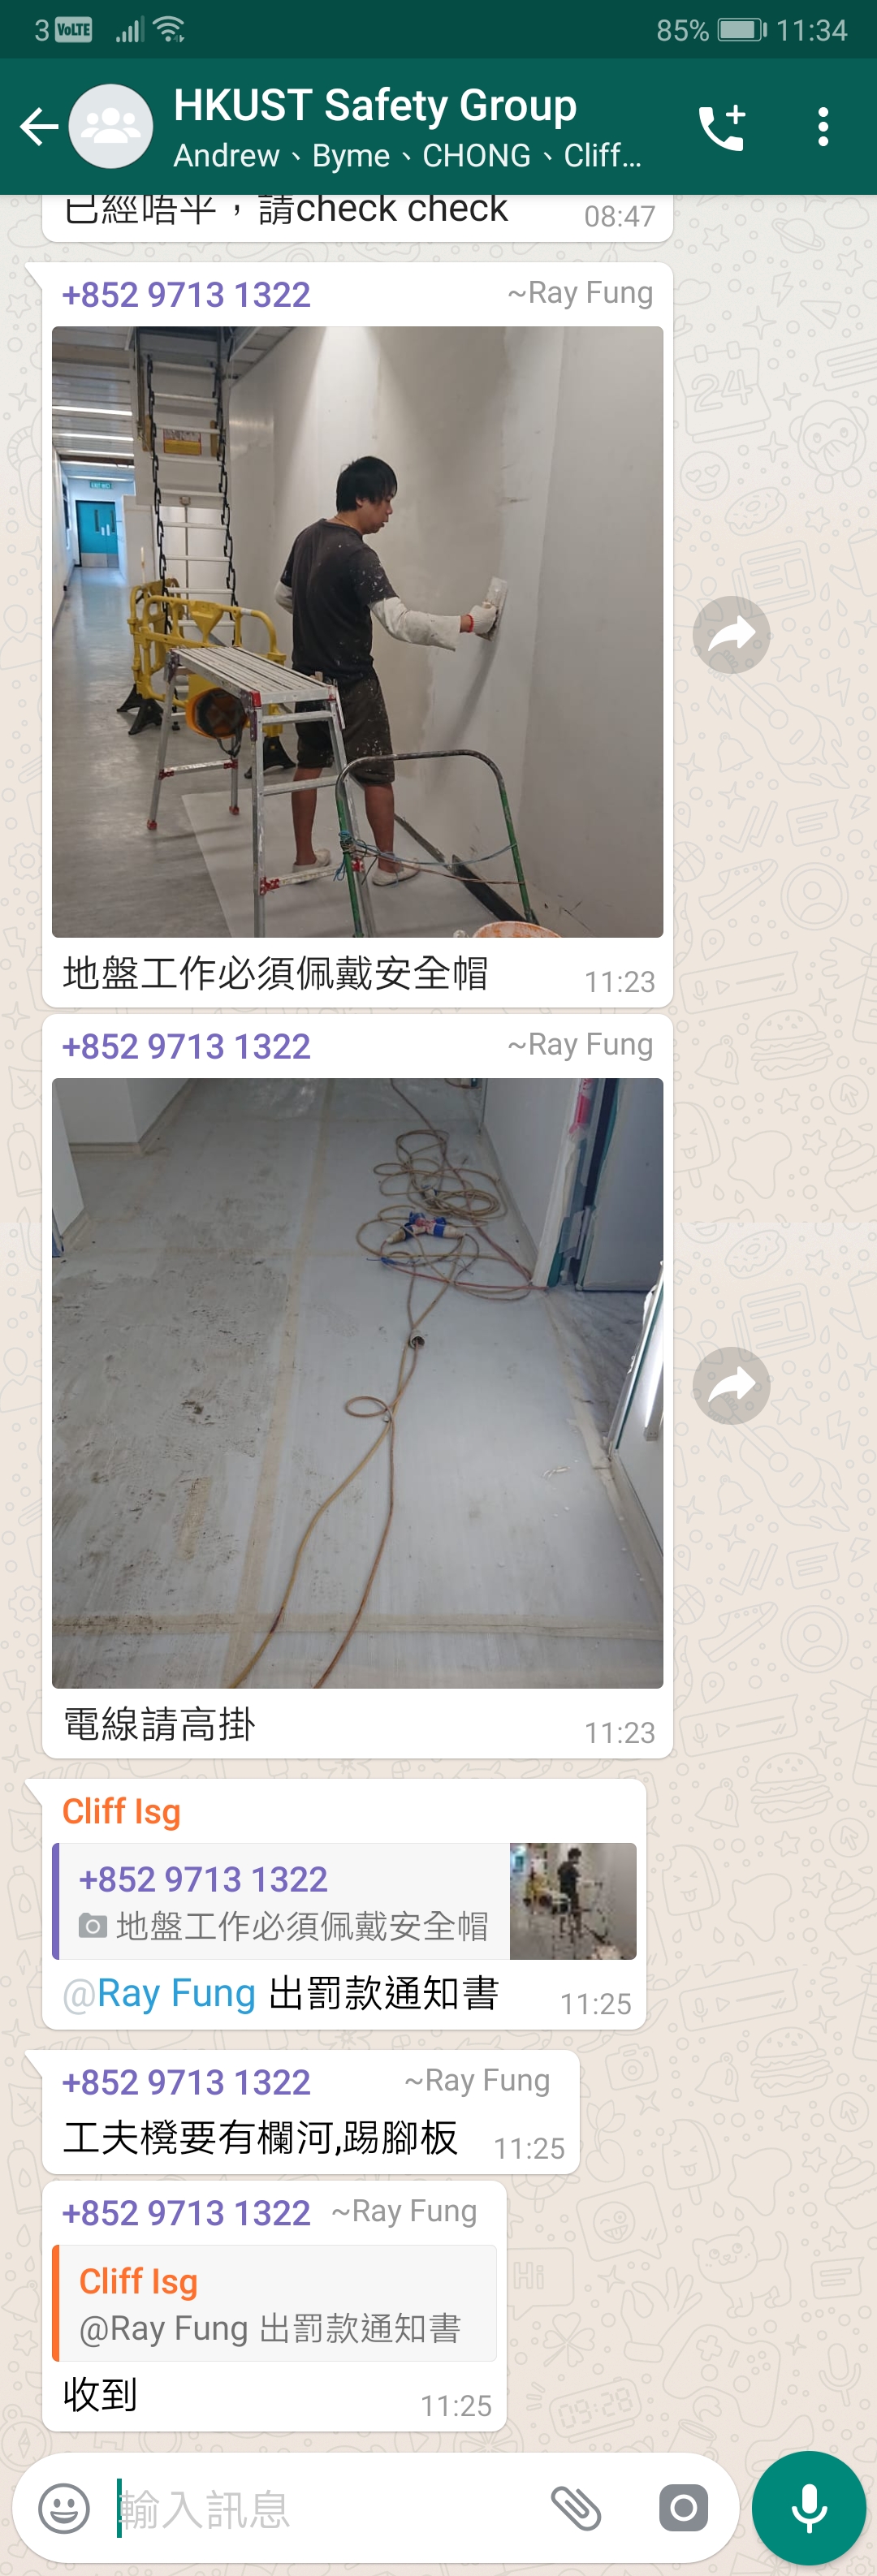 3 VoLTE 85% 11:34
HKUST Safety Group
Andrew、Byme、CHONG、Cliff...
已經唔平，請check check 08:47
+852 9713 1322 ~Ray Fung
地盤工作必須佩戴安全帽 11:23
+852 9713 1322 ~Ray Fung
電線請高掛 11:23
Cliff Isg
+852 9713 1322
地盤工作必須佩戴安全帽
@Ray Fung 出罰款通知書 11:25
+852 9713 1322 ~Ray Fung
工夫櫈要有欄河,踢腳板 11:25
+852 9713 1322 ~Ray Fung
Cliff Isg
@Ray Fung 出罰款通知書
收到 11:25
輸入訊息